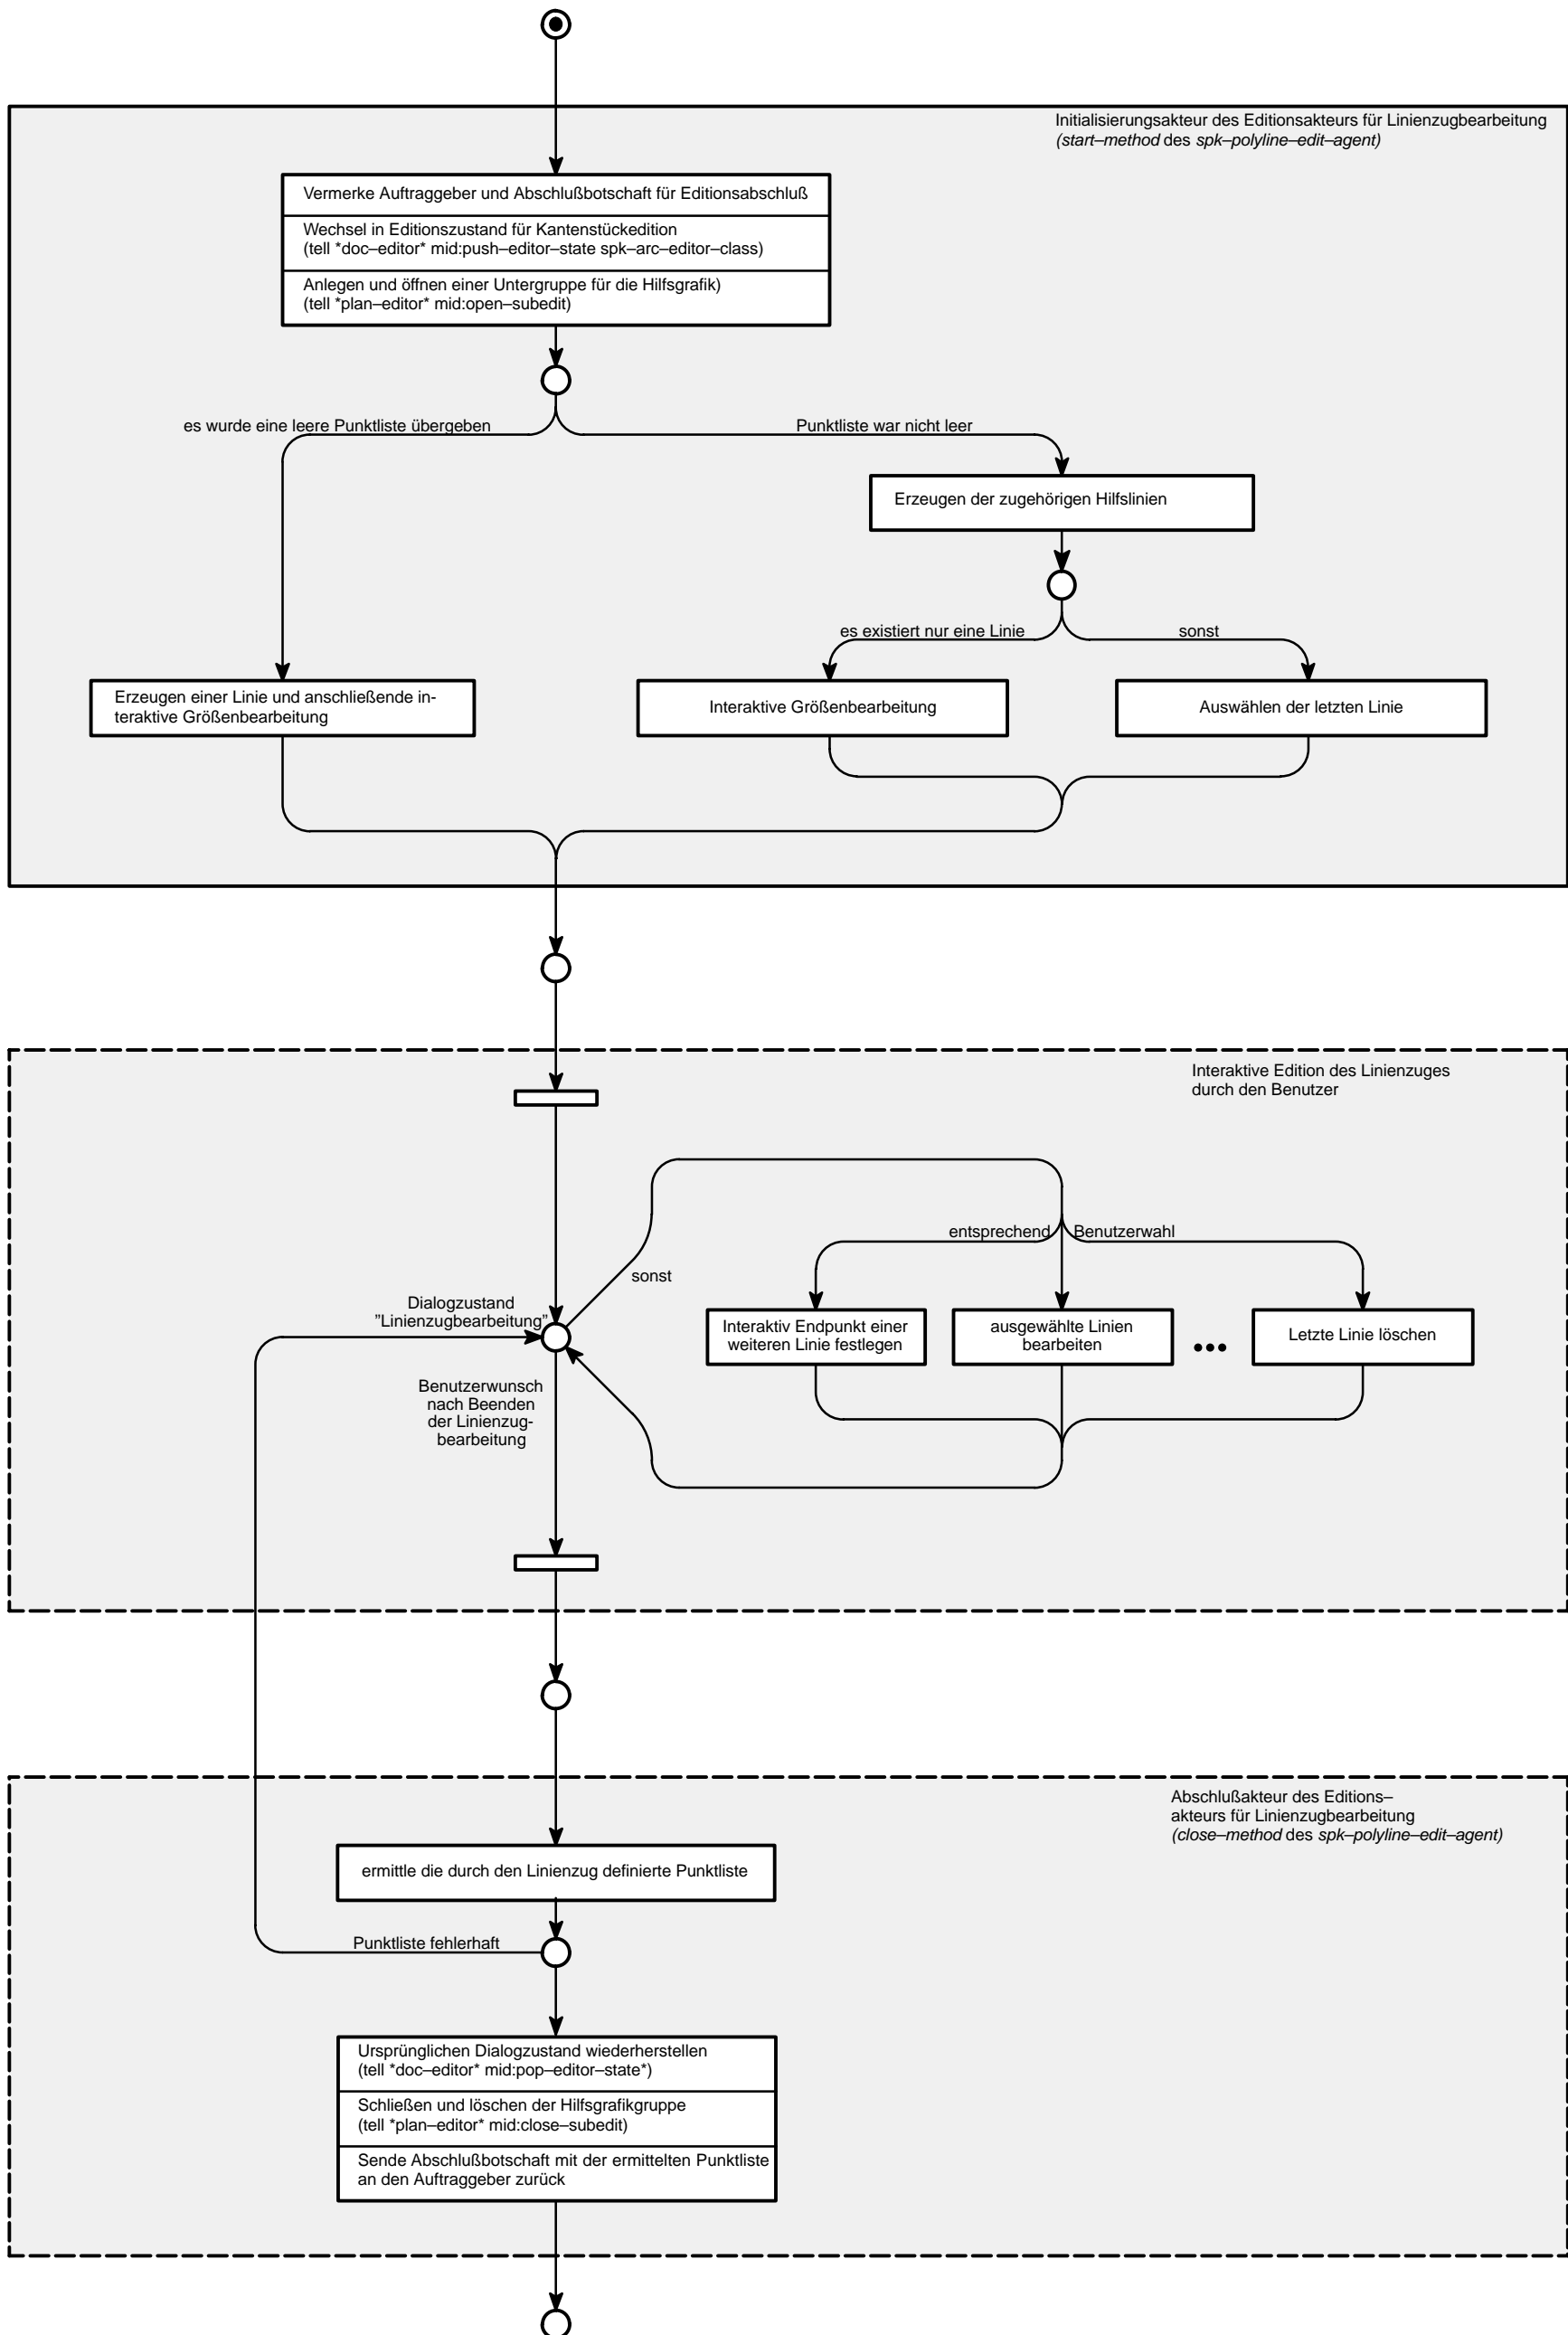 Initialisierungsakteur des Editionsakteurs für Linienzugbearbeitung
(start–method des spk–polyline–edit–agent)
Vermerke Auftraggeber und Abschlußbotschaft für Editionsabschluß
Wechsel in Editionszustand für Kantenstückedition
(tell *doc–editor* mid:push–editor–state spk–arc–editor–class)
Anlegen und öffnen einer Untergruppe für die Hilfsgrafik)
(tell *plan–editor* mid:open–subedit)
es wurde eine leere Punktliste übergeben
Punktliste war nicht leer
Erzeugen der zugehörigen Hilfslinien
es existiert nur eine Linie
sonst
Erzeugen einer Linie und anschließende in-
teraktive Größenbearbeitung
Interaktive Größenbearbeitung
Auswählen der letzten Linie
Interaktive Edition des Linienzuges
durch den Benutzer
entsprechend
Benutzerwahl
sonst
Dialogzustand
”Linienzugbearbeitung”
Interaktiv Endpunkt einer
weiteren Linie festlegen
ausgewählte Linien
bearbeiten
•••
Letzte Linie löschen
Benutzerwunsch
nach Beenden
der Linienzug-
bearbeitung
Abschlußakteur des Editions–
akteurs für Linienzugbearbeitung
(close–method des spk–polyline–edit–agent)
ermittle die durch den Linienzug definierte Punktliste
Punktliste fehlerhaft
Ursprünglichen Dialogzustand wiederherstellen
(tell *doc–editor* mid:pop–editor–state*)
Schließen und löschen der Hilfsgrafikgruppe
(tell *plan–editor* mid:close–subedit)
Sende Abschlußbotschaft mit der ermittelten Punktliste
an den Auftraggeber zurück